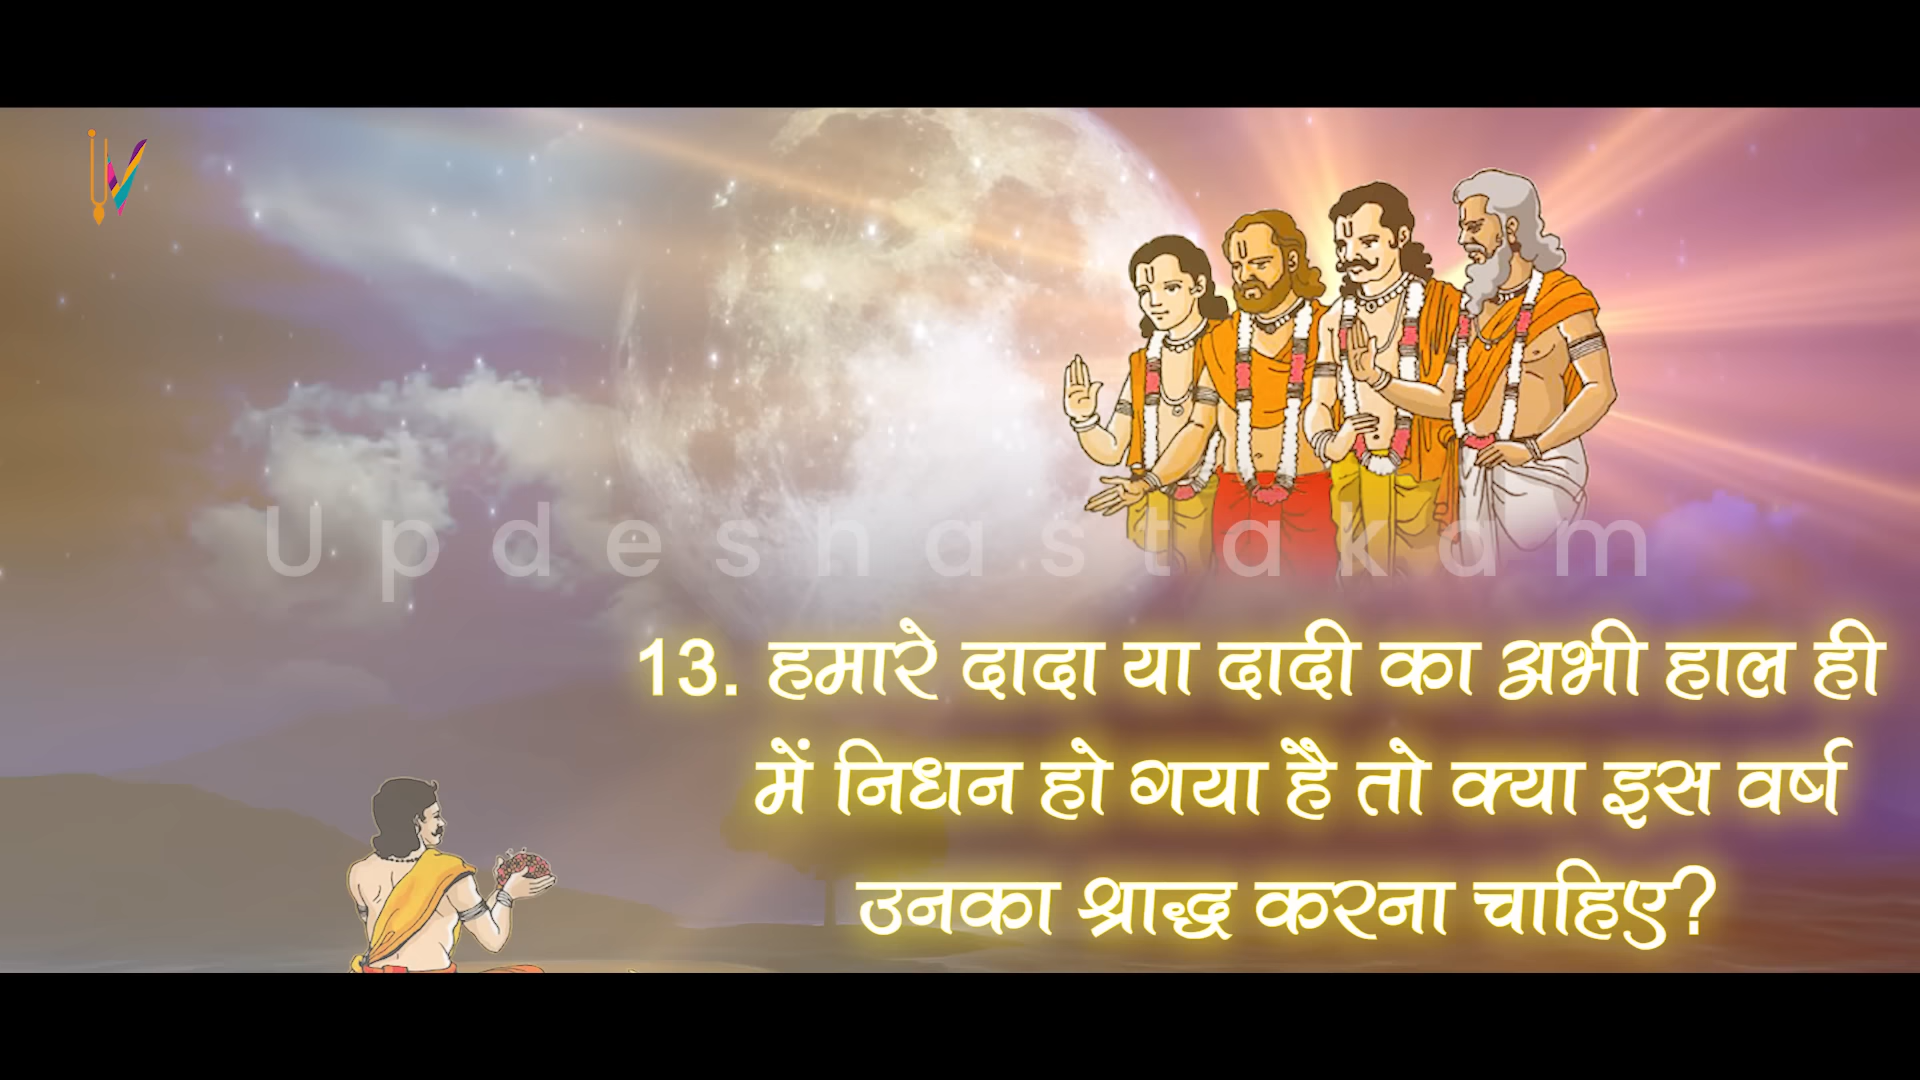 Updeshastakam
13. हमारे दादा या दादी का अभी हाल ही
में निधन हो गया है तो क्या इस वर्ष
उनका श्राद्ध करना चाहिए?